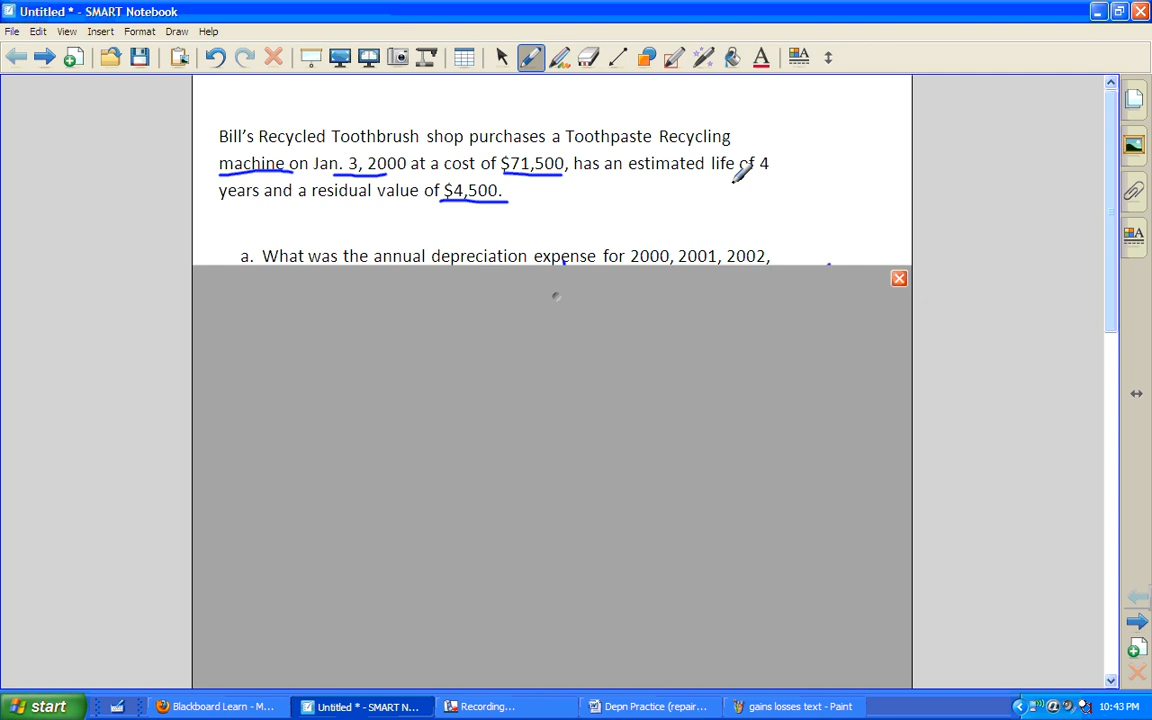 Untitled * - SMART Notebook
File Edit View Insert Format Draw Help
Bill's Recycled Toothbrush shop purchases a Toothpaste Recycling
machine on Jan. 3, 2000 at a cost of $71,500, has an estimated life of 4
years and a residual value of $4,500.
a. What was the annual depreciation expense for 2000, 2001, 2002,
start Blackboard Learn - M... Untitled * - SMART N... Recording... Depn Practice (repair... gains losses text - Paint 10:43 PM